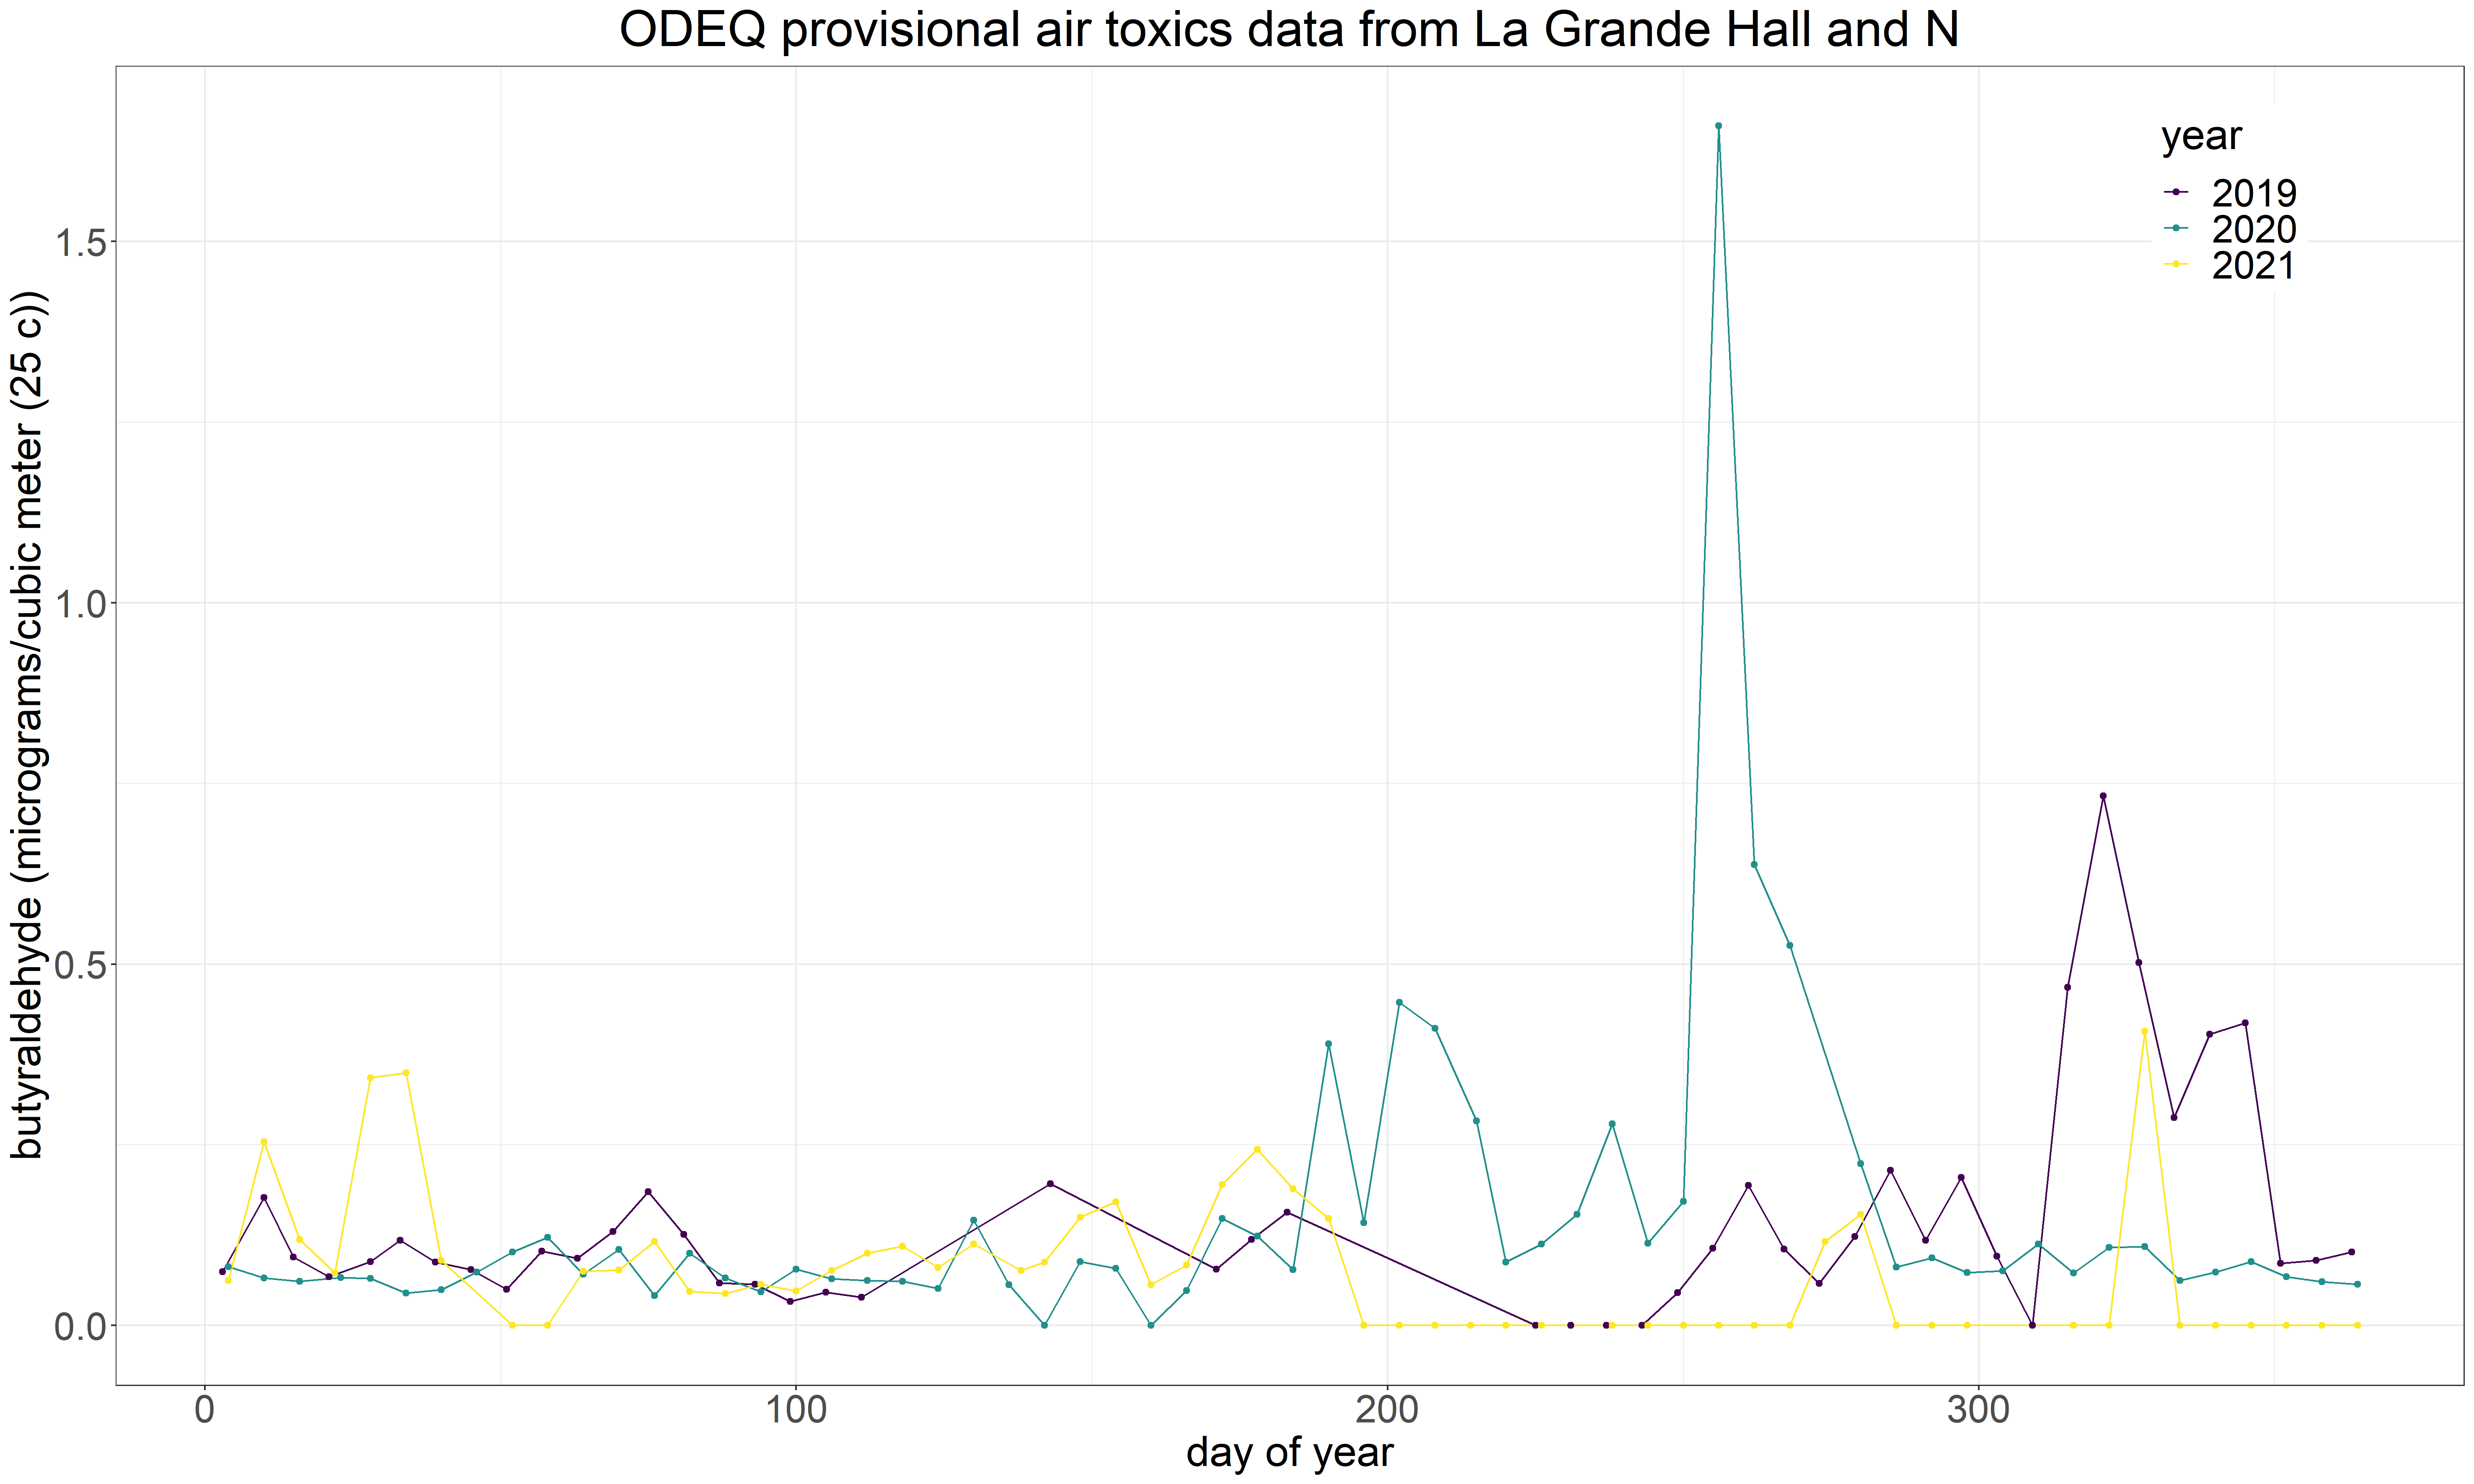 ODEQ provisional air toxics data from La Grande Hall and N
butyraldehyde (micrograms/cubic meter (25 c))
1.5
1.0
0.5
0.0
year
2019
2020
2021
0 100 200 300
day of year